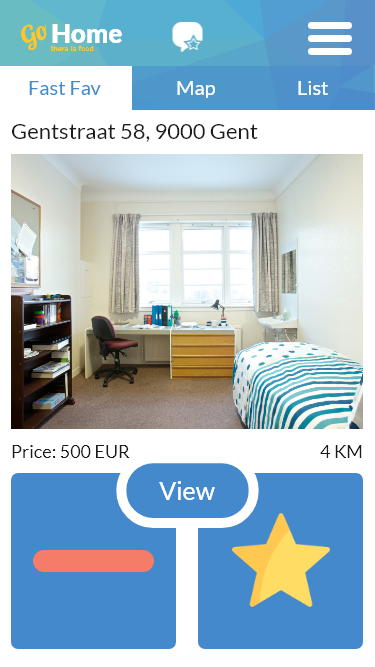 Go Home
there is food
Fast Fav
Map
List
Gentstraat 58, 9000 Gent
Price: 500 EUR
4 KM
View